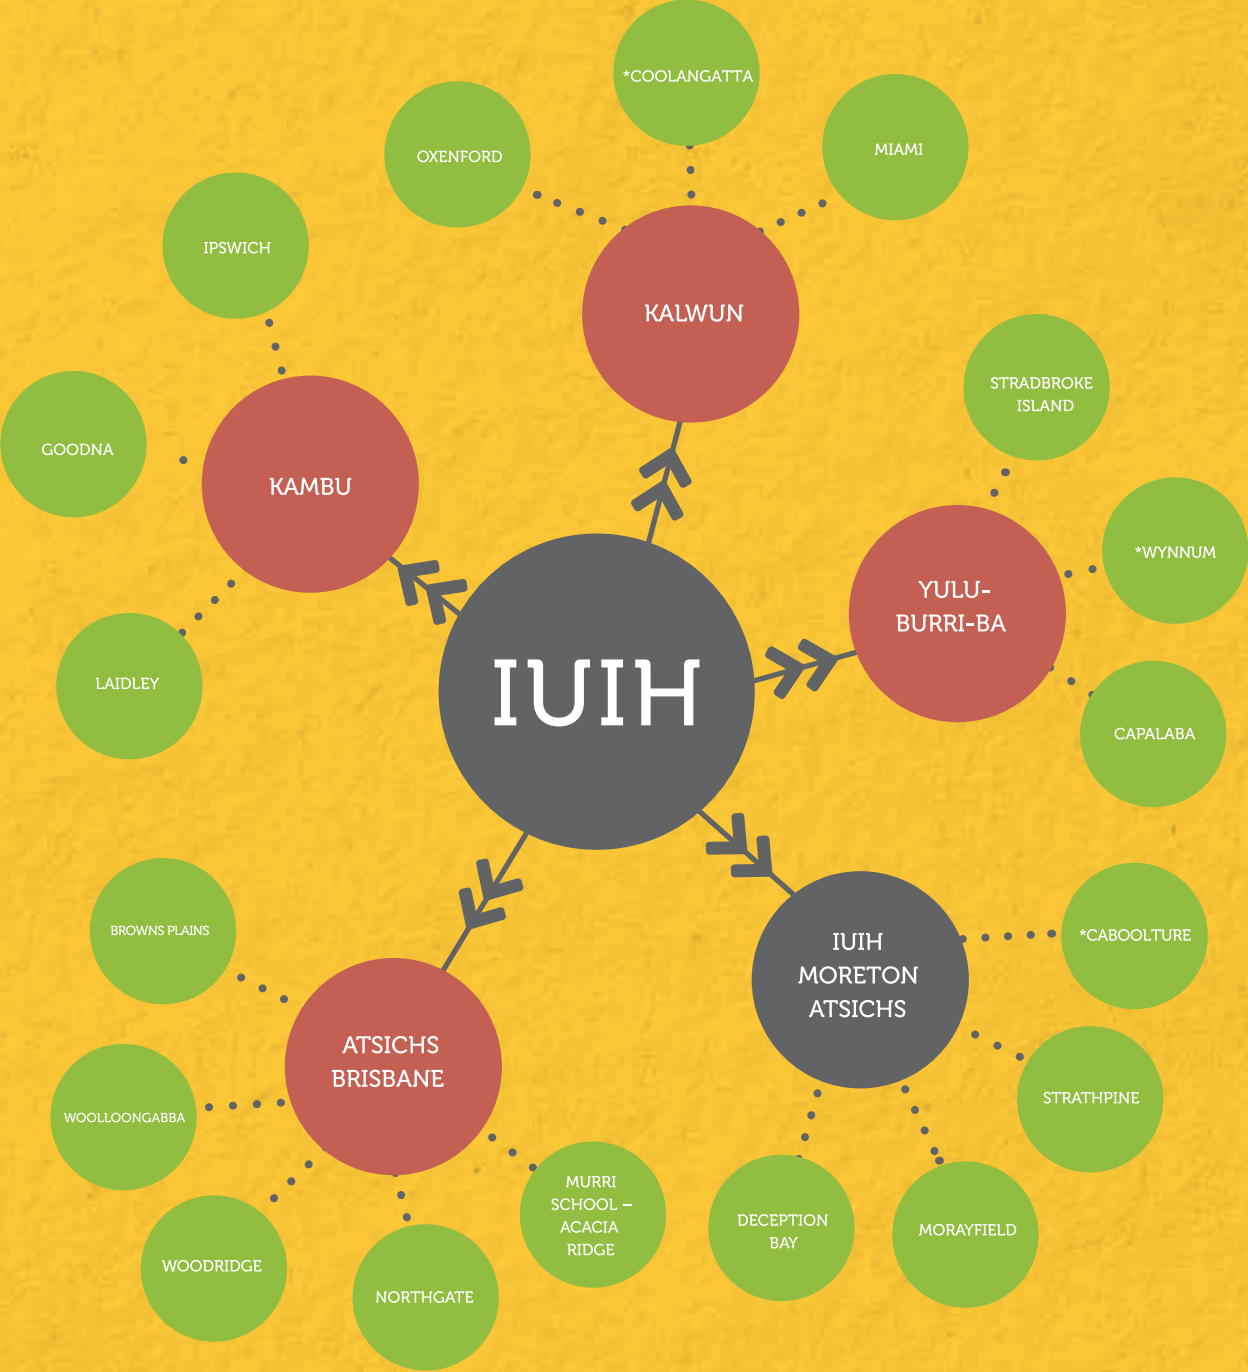 *COOLANGATTA
OXENFORD
MIAMI
IPSWICH
KALWUN
STRADBROKE
ISLAND
GOODNA
KAMBU
*WYNNUM
YULU-
BURRI-BA
IUIH
LAIDLEY
CAPALABA
BROWNS PLAINS
*CABOOLTURE
IUIH
MORETON
ATSICHS
ATSICHS
BRISBANE
STRATHPINE
WOOLLOONGABBA
MURRI
SCHOOL –
ACACIA
RIDGE
DECEPTION
BAY
MORAYFIELD
WOODRIDGE
NORTHGATE